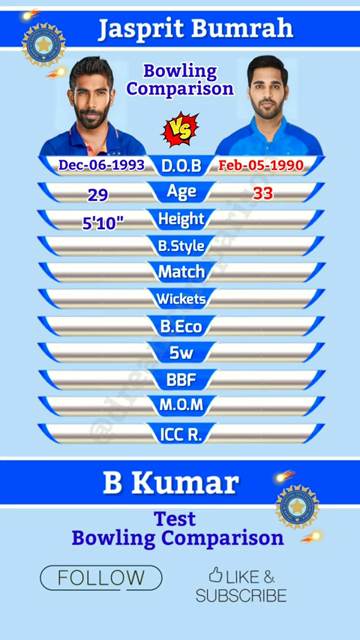 Jasprit Bumrah
Bowling
Comparison
VS
Dec-06-1993 D.O.B Feb-05-1990
29 Age 33
5'10" Height
B.Style
Match
Wickets
B.Eco
5w
BBF
M.O.M
ICC R.
B Kumar
Test
Bowling Comparison
FOLLOW
LIKE &
SUBSCRIBE